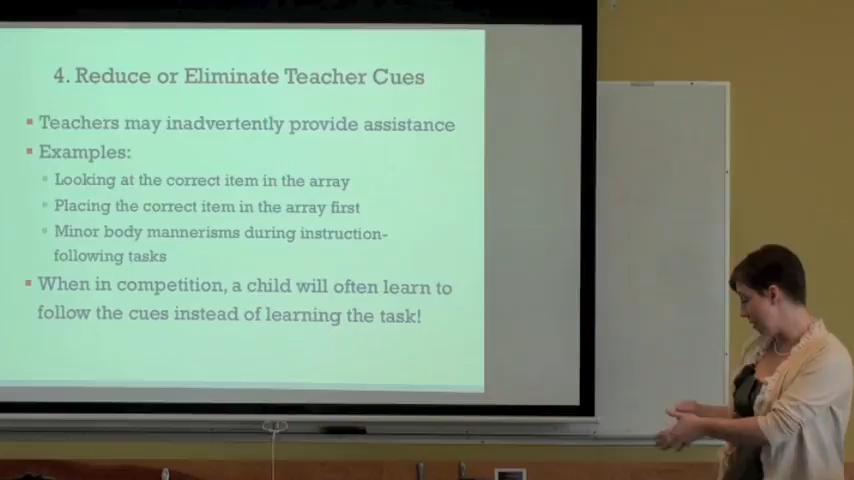 4. Reduce or Eliminate Teacher Cues
Teachers may inadvertently provide assistance
Examples:
Looking at the correct item in the array
Placing the correct item in the array first
Minor body mannerisms during instruction-
following tasks
When in competition, a child will often learn to
follow the cues instead of learning the task!